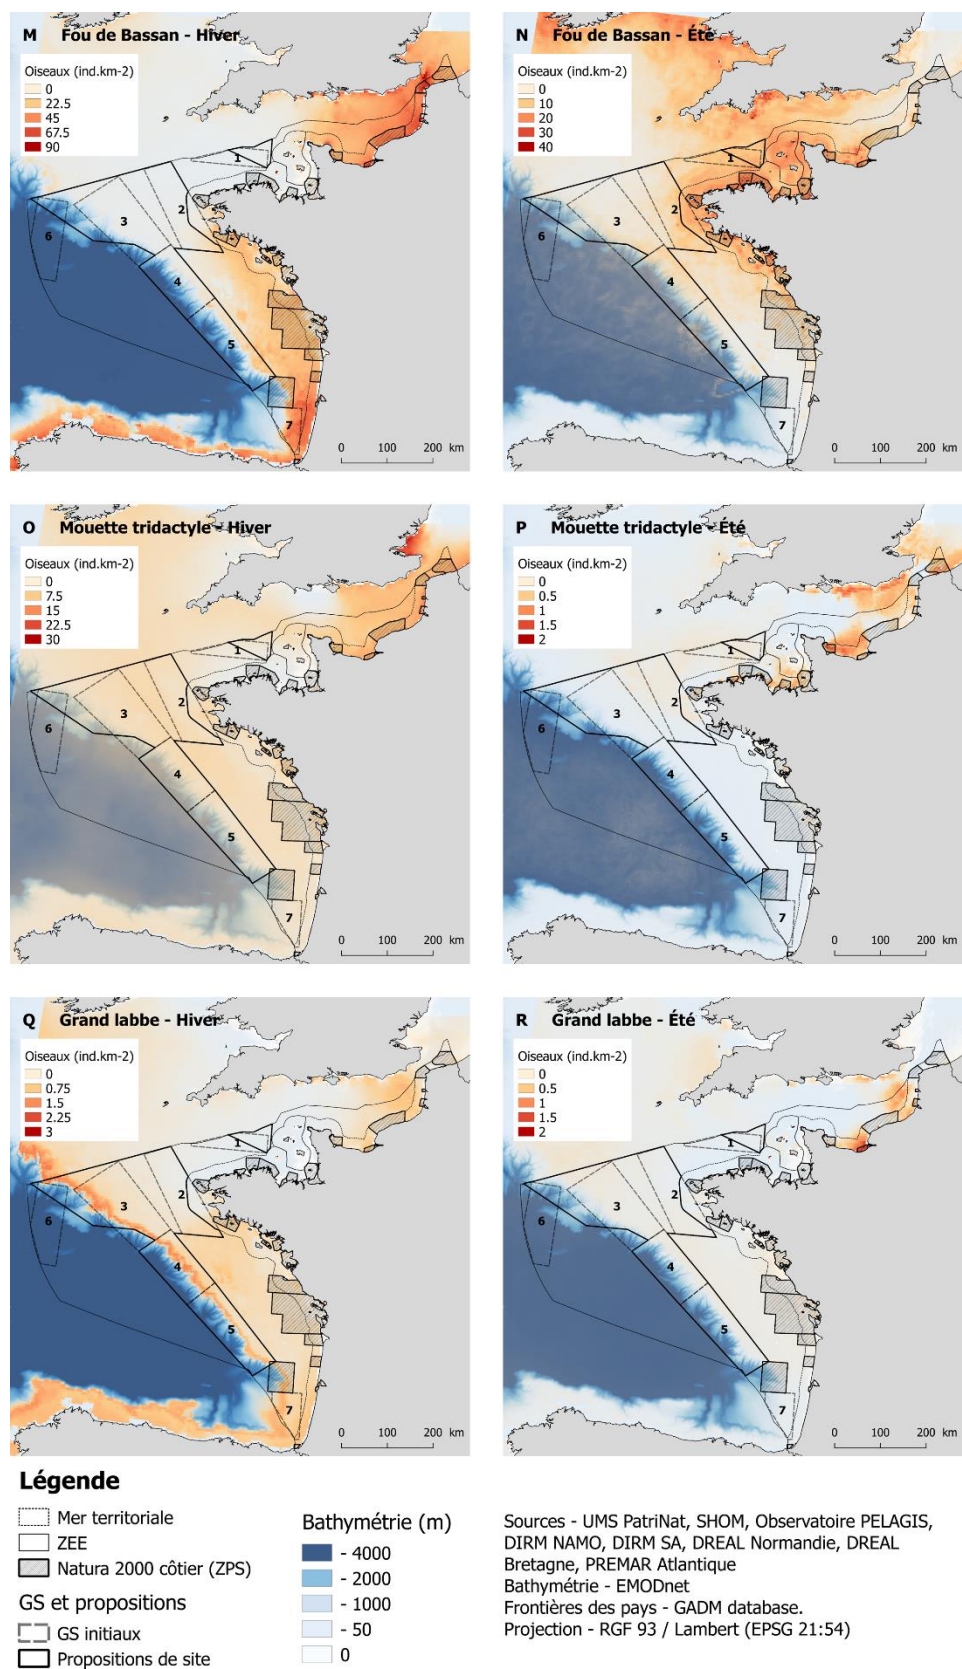 M Fou de Bassan - Hiver
Oiseaux (ind.km-2)
0
22.5
45
67.5
90
1
2
3
4
5
6
7
0 100 200 km
N Fou de Bassan - Été
Oiseaux (ind.km-2)
0
10
20
30
40
1
2
3
4
5
6
7
0 100 200 km
O Mouette tridactyle - Hiver
Oiseaux (ind.km-2)
0
7.5
15
22.5
30
1
2
3
4
5
6
7
0 100 200 km
P Mouette tridactyle - Été
Oiseaux (ind.km-2)
0
0.5
1
1.5
2
1
2
3
4
5
6
7
0 100 200 km
Q Grand labbe - Hiver
Oiseaux (ind.km-2)
0
0.75
1.5
2.25
3
1
2
3
4
5
6
7
0 100 200 km
R Grand labbe - Été
Oiseaux (ind.km-2)
0
0.5
1
1.5
2
1
2
3
4
5
6
7
0 100 200 km
Légende
Mer territoriale
ZEE
Natura 2000 côtier (ZPS)
GS et propositions
GS initiaux
Propositions de site
Bathymétrie (m)
- 4000
- 2000
- 1000
- 50
0
Sources - UMS PatriNat, SHOM, Observatoire PELAGIS,
DIRM NAMO, DIRM SA, DREAL Normandie, DREAL
Bretagne, PREMAR Atlantique
Bathymétrie - EMODnet
Frontières des pays - GADM database.
Projection - RGF 93 / Lambert (EPSG 21:54)